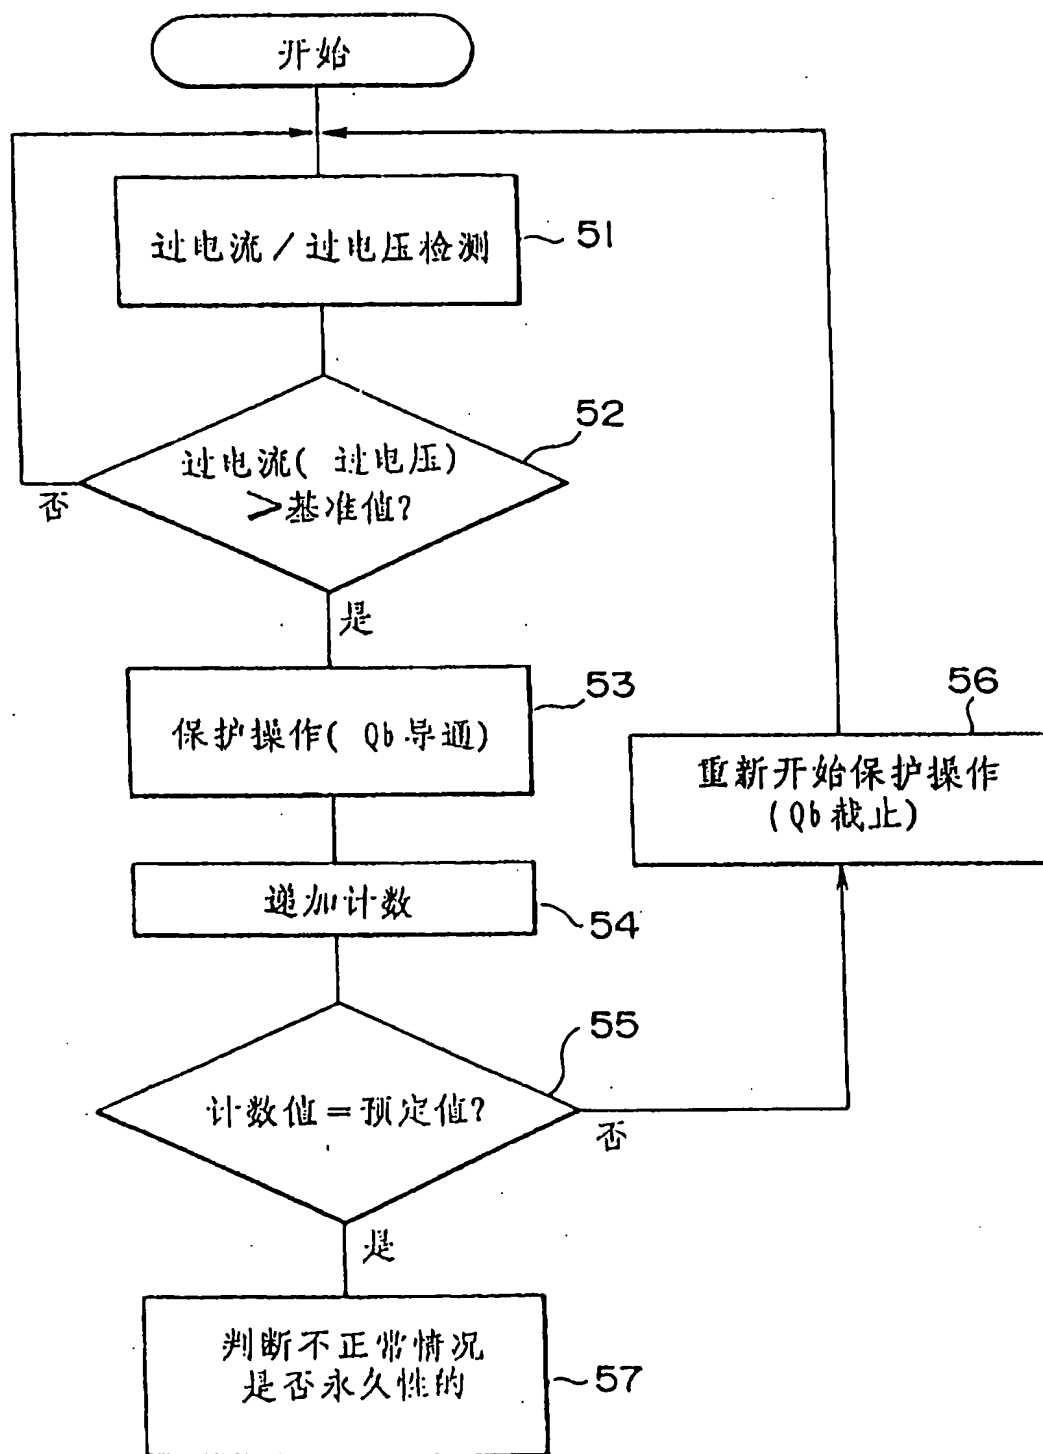 开始
过电流/过电压检测
51
52
过电流(过电压)
>基准值?
否
是
53
保护操作(Qb导通)
56
重新开始保护操作
(Qb截止)
递加计数
54
55
计数值=预定值?
否
是
判断不正常情况
是否永久性的
57